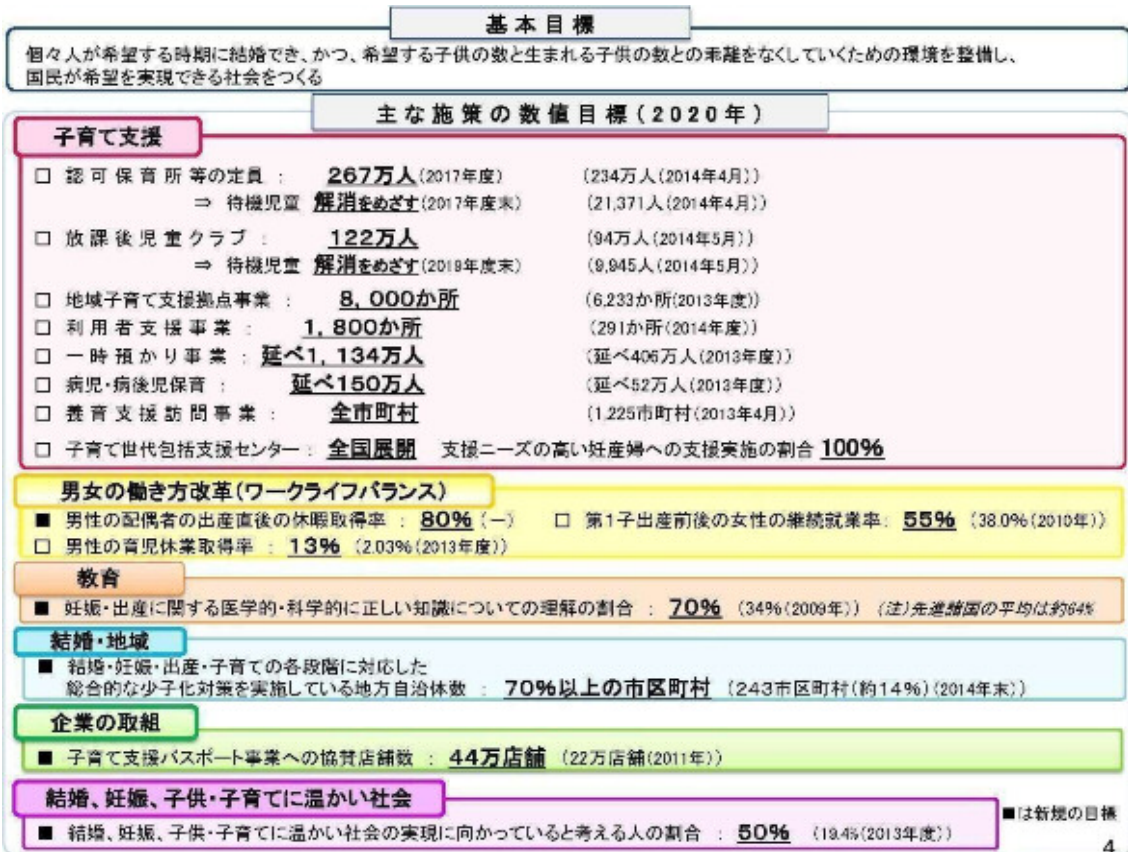 基本目標
個々人が希望する時期に結婚でき、かつ、希望する子供の数と生まれる子供の数との乖離をなくしていくための環境を整備し、
国民が希望を実現できる社会をつくる
主な施策の数値目標(2020年)
子育て支援
□ 認可保育所等の定員 : 267万人(2017年度) (234万人(2014年4月))
⇒ 待機児童 解消をめざす(2017年度末) (21,371人(2014年4月))
□ 放課後児童クラブ : 122万人 (94万人(2014年5月))
⇒ 待機児童 解消をめざす(2019年度末) (9,945人(2014年5月))
□ 地域子育て支援拠点事業 : 8,000か所 (6,233か所(2013年度))
□ 利用者支援事業 : 1,800か所 (291か所(2014年度))
□ 一時預かり事業 : 延べ1,134万人 (延べ406万人(2013年度))
□ 病児・病後児保育 : 延べ150万人 (延べ52万人(2013年度))
□ 養育支援訪問事業 : 全市町村 (1,225市町村(2013年4月))
□ 子育て世代包括支援センター : 全国展開 支援ニーズの高い妊産婦への支援実施の割合 100%
男女の働き方改革(ワークライフバランス)
■ 男性の配偶者の出産直後の休暇取得率 : 80% (-) □ 第1子出産前後の女性の継続就業率: 55% (38.0%(2010年))
□ 男性の育児休業取得率 : 13% (2.03%(2013年度))
教育
■ 妊娠・出産に関する医学的・科学的に正しい知識についての理解の割合 : 70% (34%(2009年)) (注)先進諸国の平均は約64%
結婚・地域
■ 結婚・妊娠・出産・子育ての各段階に対応した
総合的な少子化対策を実施している地方自治体数 : 70%以上の市区町村 (243市区町村(約14%)(2014年末))
企業の取組
■ 子育て支援パスポート事業への協賛店舗数 : 44万店舗 (22万店舗(2011年))
結婚、妊娠、子供・子育てに温かい社会
■ 結婚、妊娠、子供・子育てに温かい社会の実現に向かっていると考える人の割合 : 50% (19.4%(2013年度))
■は新規の目標
4